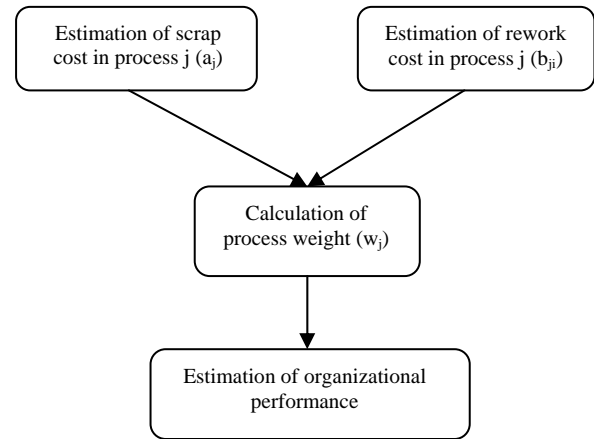 Estimation of scrap
cost in process j (aj)
Estimation of rework
cost in process j (bji)
Calculation of
process weight (wj)
Estimation of organizational
performance